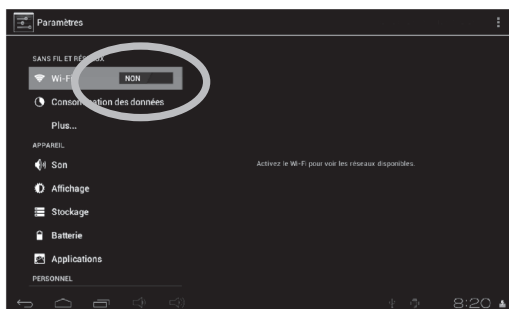 Paramètres
SANS FIL ET RÉSEAUX
Wi-Fi NON
Consommation des données
Plus...
APPAREIL
Son
Activez le Wi-Fi pour voir les réseaux disponibles.
Affichage
Stockage
Batterie
Applications
PERSONNEL
8:20